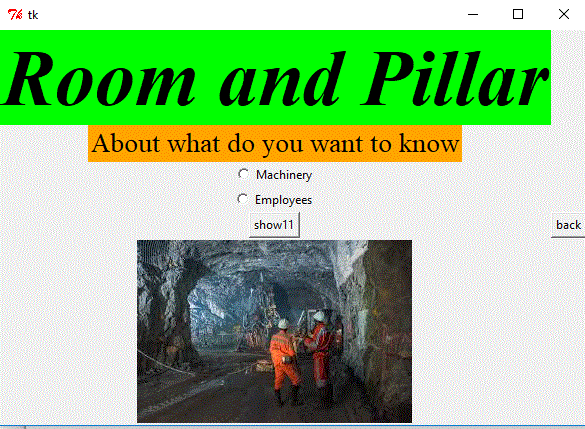 tk
Room and Pillar
About what do you want to know
Machinery
Employees
show11
back